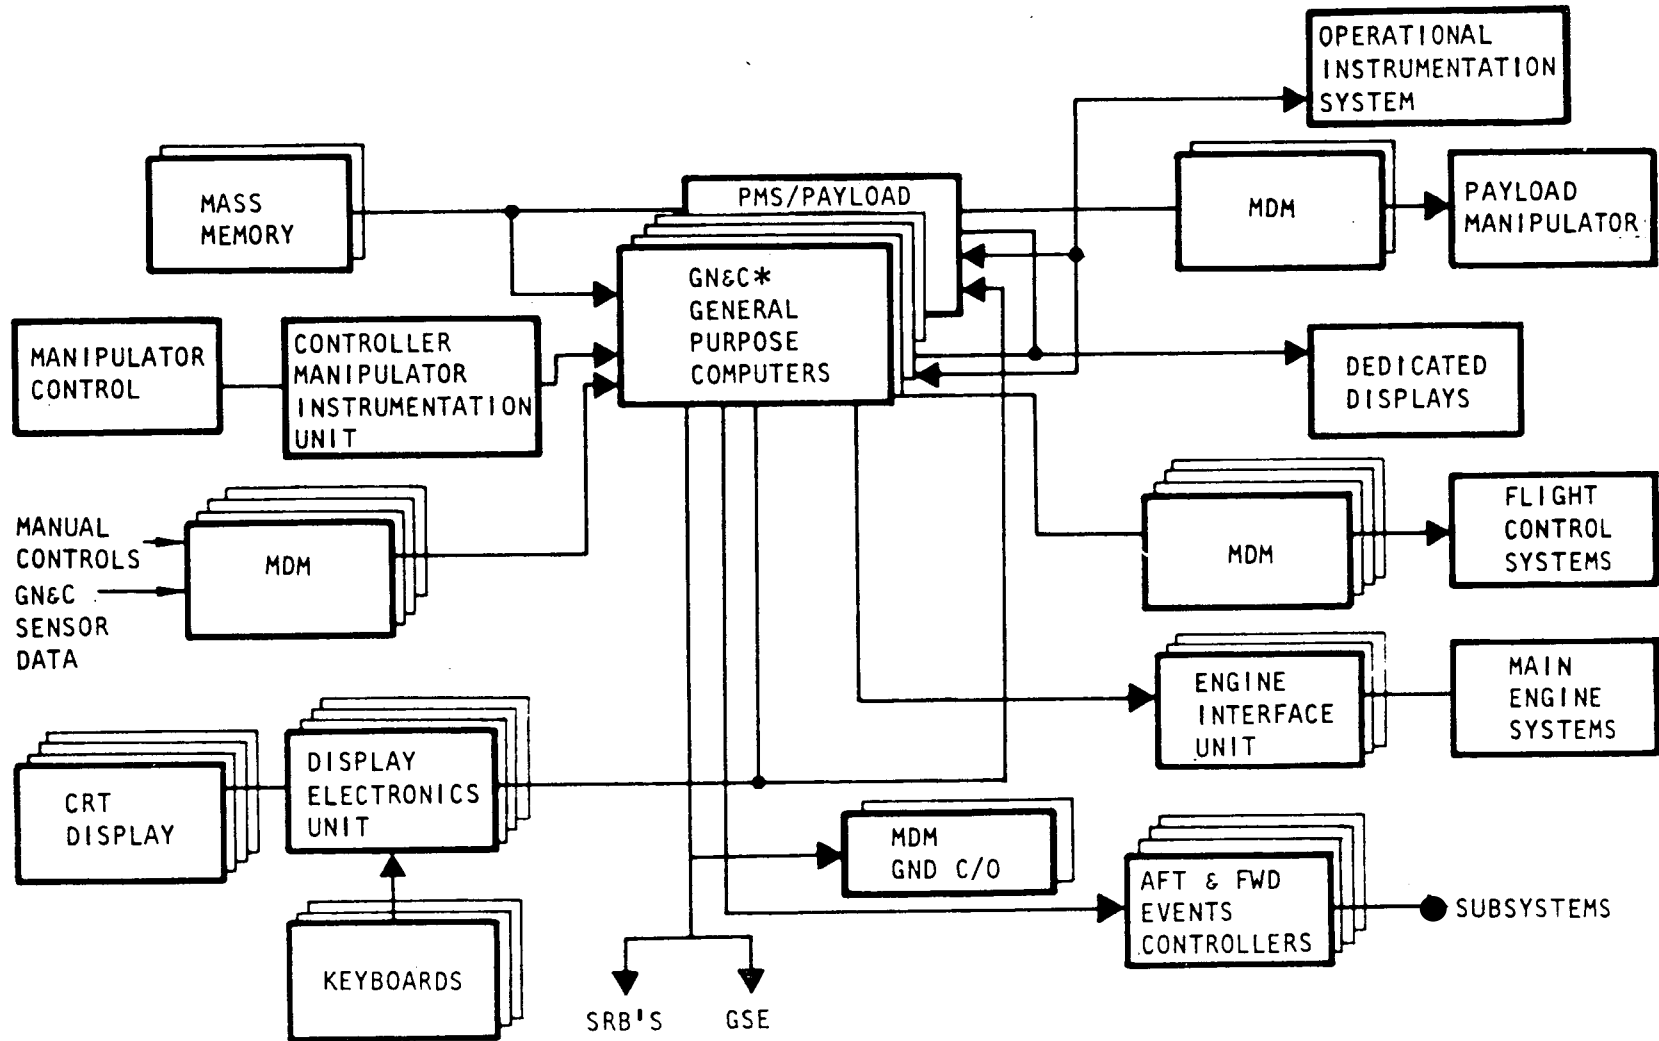 OPERATIONAL
INSTRUMENTATION
SYSTEM
MASS
MEMORY
PMS/PAYLOAD
MDM
PAYLOAD
MANIPULATOR
GN&C*
GENERAL
PURPOSE
COMPUTERS
MANIPULATOR
CONTROL
CONTROLLER
MANIPULATOR
INSTRUMENTATION
UNIT
DEDICATED
DISPLAYS
MANUAL
CONTROLS
GN&C
SENSOR
DATA
MDM
MDM
FLIGHT
CONTROL
SYSTEMS
ENGINE
INTERFACE
UNIT
MAIN
ENGINE
SYSTEMS
CRT
DISPLAY
DISPLAY
ELECTRONICS
UNIT
MDM
GND C/O
AFT & FWD
EVENTS
CONTROLLERS
SUBSYSTEMS
KEYBOARDS
SRB'S
GSE